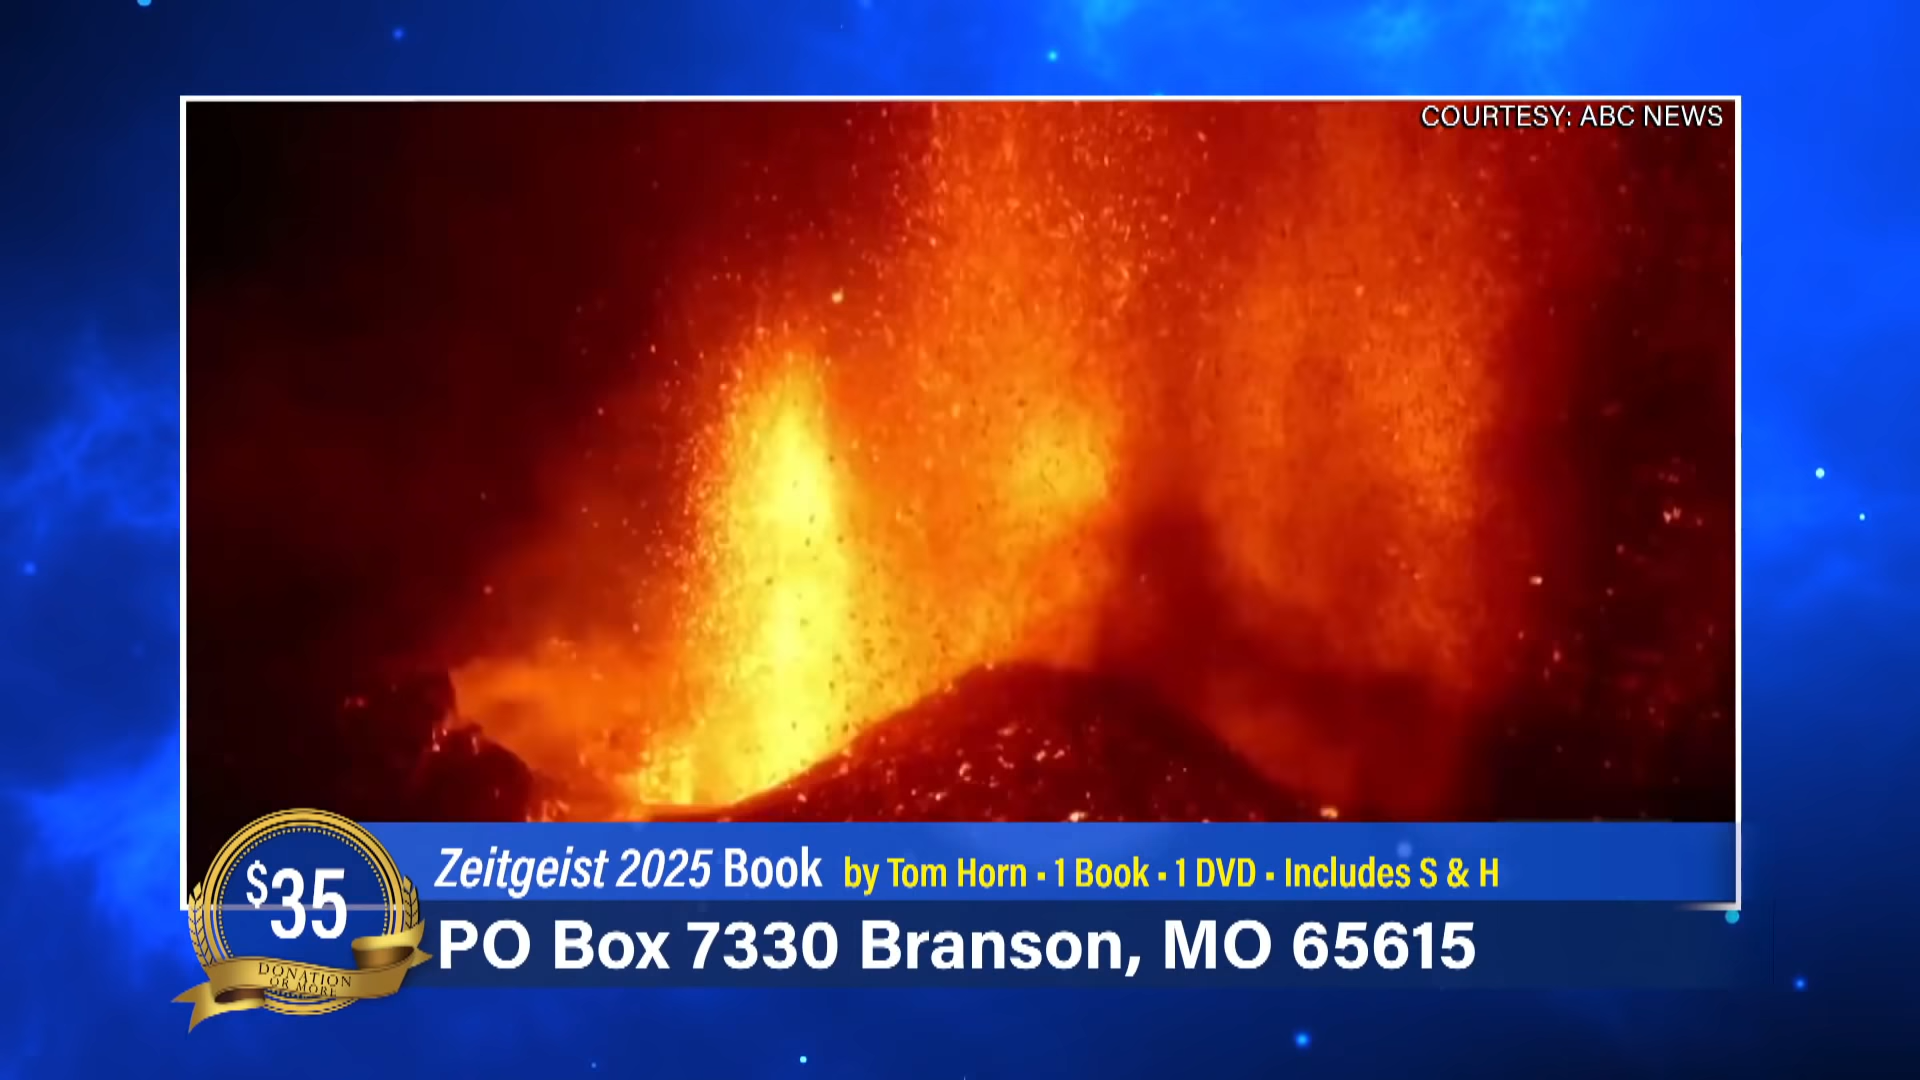 COURTESY: ABC NEWS
Zeitgeist 2025 Book by Tom Horn ▪ 1 Book ▪ 1 DVD ▪ Includes S & H
$35
PO Box 7330 Branson, MO 65615
DONATION
OR MORE